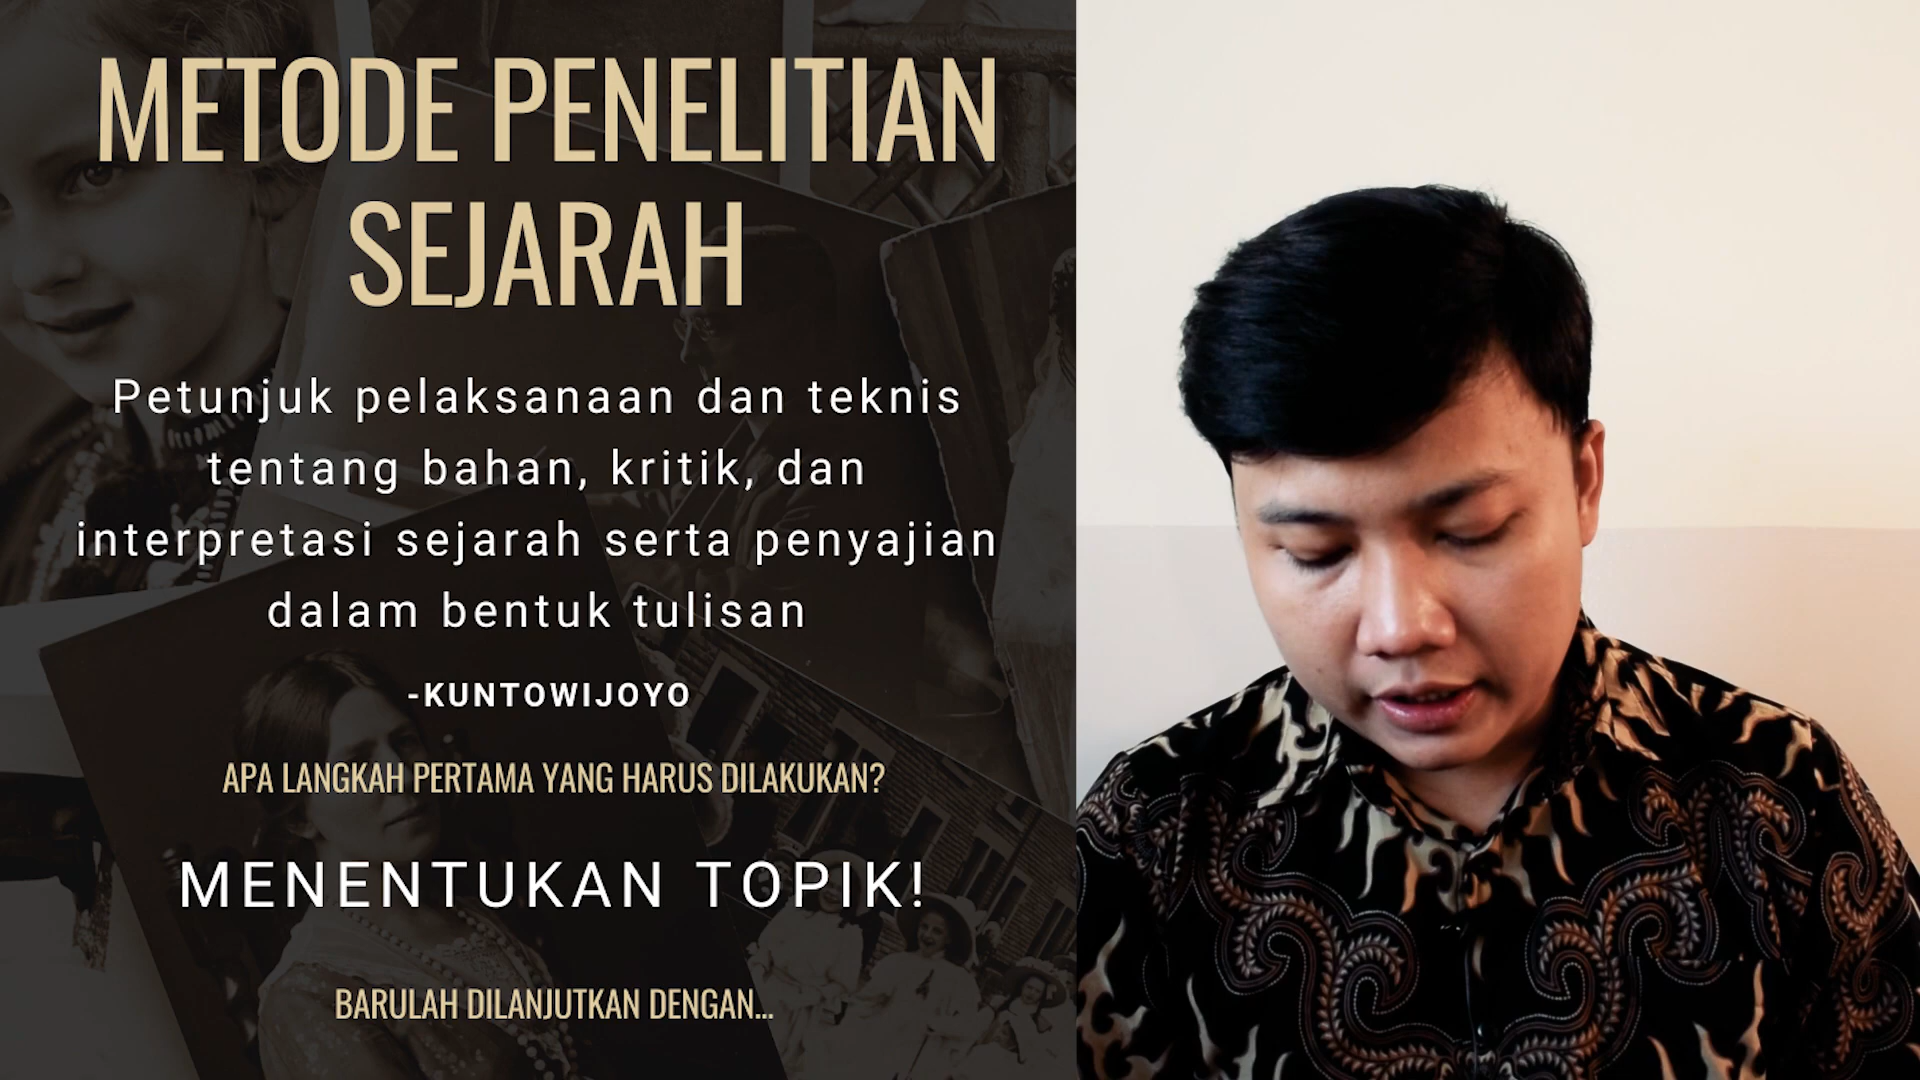 METODE PENELITIAN
SEJARAH
Petunjuk pelaksanaan dan teknis
tentang bahan, kritik, dan
interpretasi sejarah serta penyajian
dalam bentuk tulisan
-KUNTOWIJOYO
APA LANGKAH PERTAMA YANG HARUS DILAKUKAN?
MENENTUKAN TOPIK!
BARULAH DILANJUTKAN DENGAN...